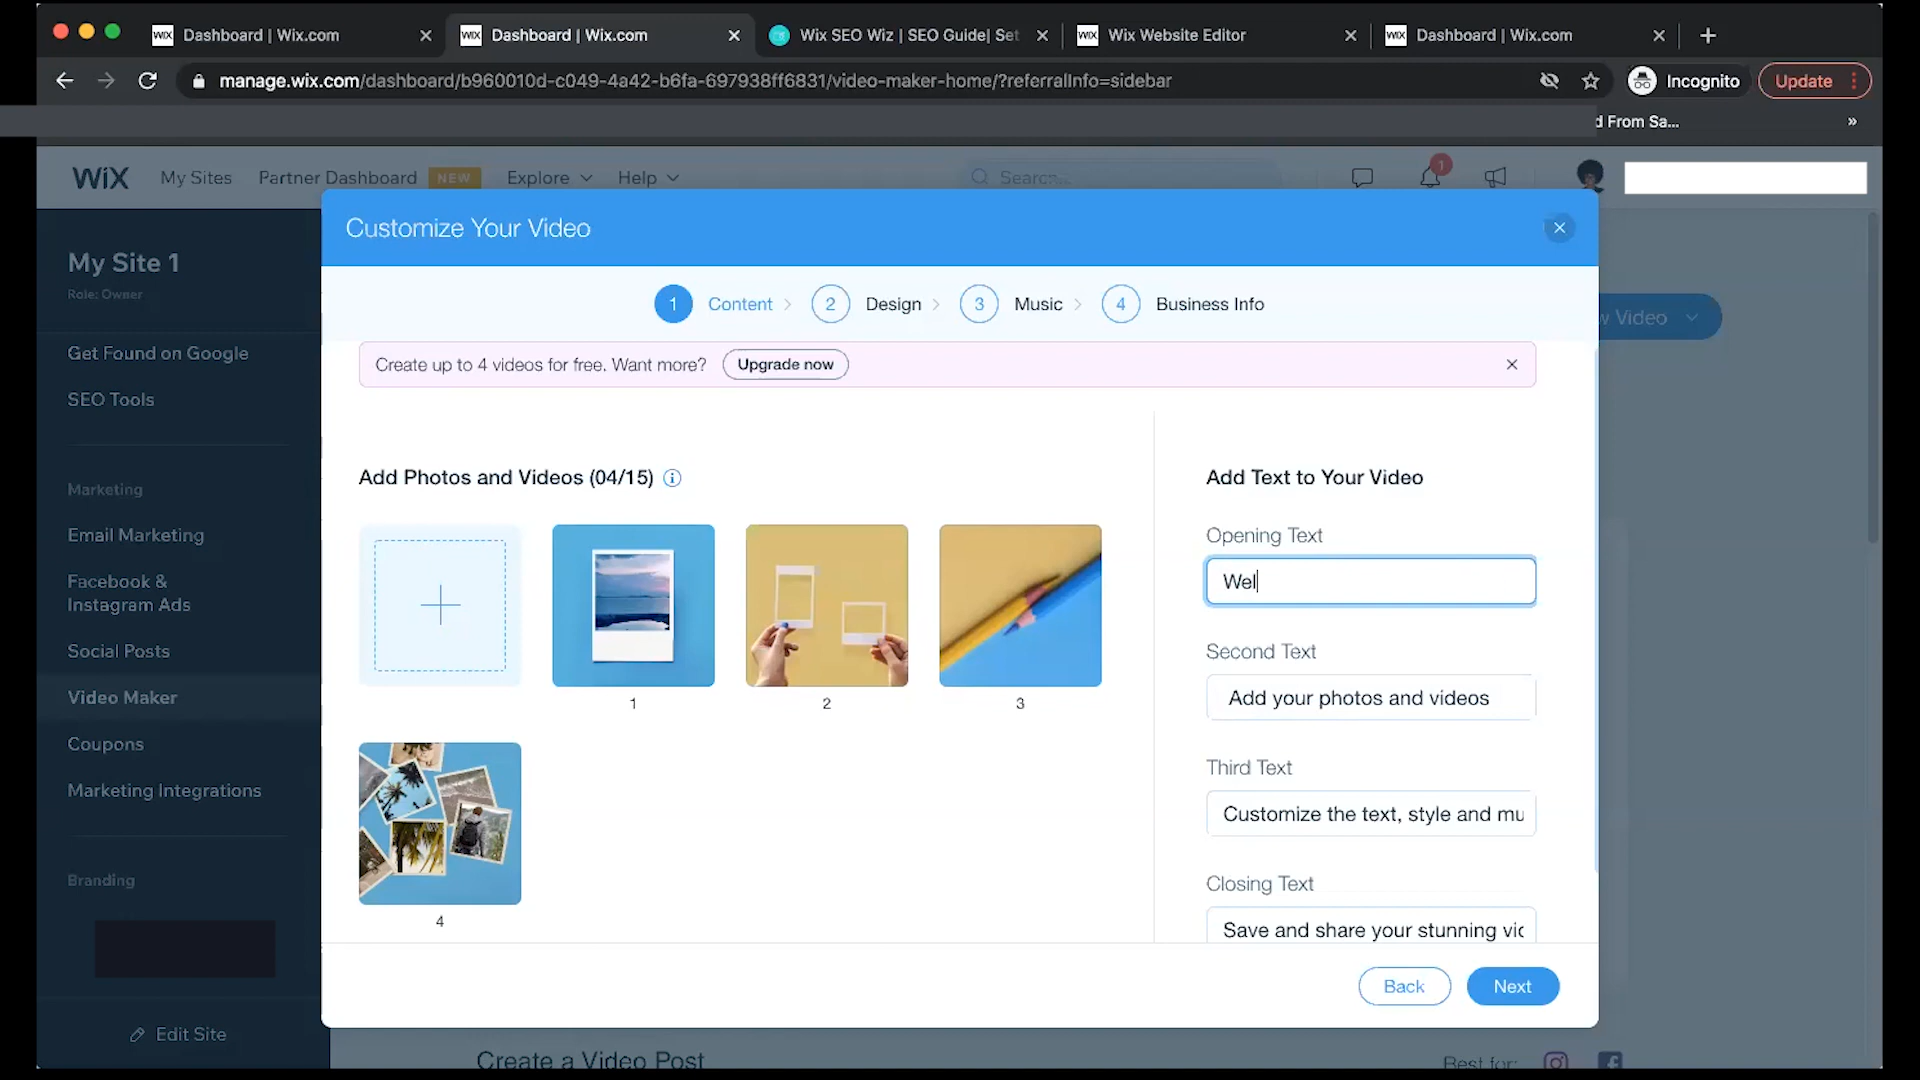 Dashboard | Wix.com
Dashboard | Wix.com
Wix SEO Wiz | SEO Guide| Set
Wix Website Editor
Dashboard | Wix.com
manage.wix.com/dashboard/b960010d-c049-4a42-b6fa-697938ff6831/video-maker-home/?referralInfo=sidebar
Incognito
Update
d From Sa...
»
WiX My Sites Partner Dashboard NEW Explore Help Search... 1
My Site 1
Role: Owner
Get Found on Google
SEO Tools
Marketing
Email Marketing
Facebook &
Instagram Ads
Social Posts
Video Maker
Coupons
Marketing Integrations
Branding
Edit Site
Customize Your Video
1 Content 2 Design 3 Music 4 Business Info
w Video
Create up to 4 videos for free. Want more? Upgrade now
Add Photos and Videos (04/15)
1
2
3
4
Add Text to Your Video
Opening Text
Wel
Second Text
Add your photos and videos
Third Text
Customize the text, style and mu
Closing Text
Save and share your stunning vic
Back
Next
Create a Video Post
Best for: